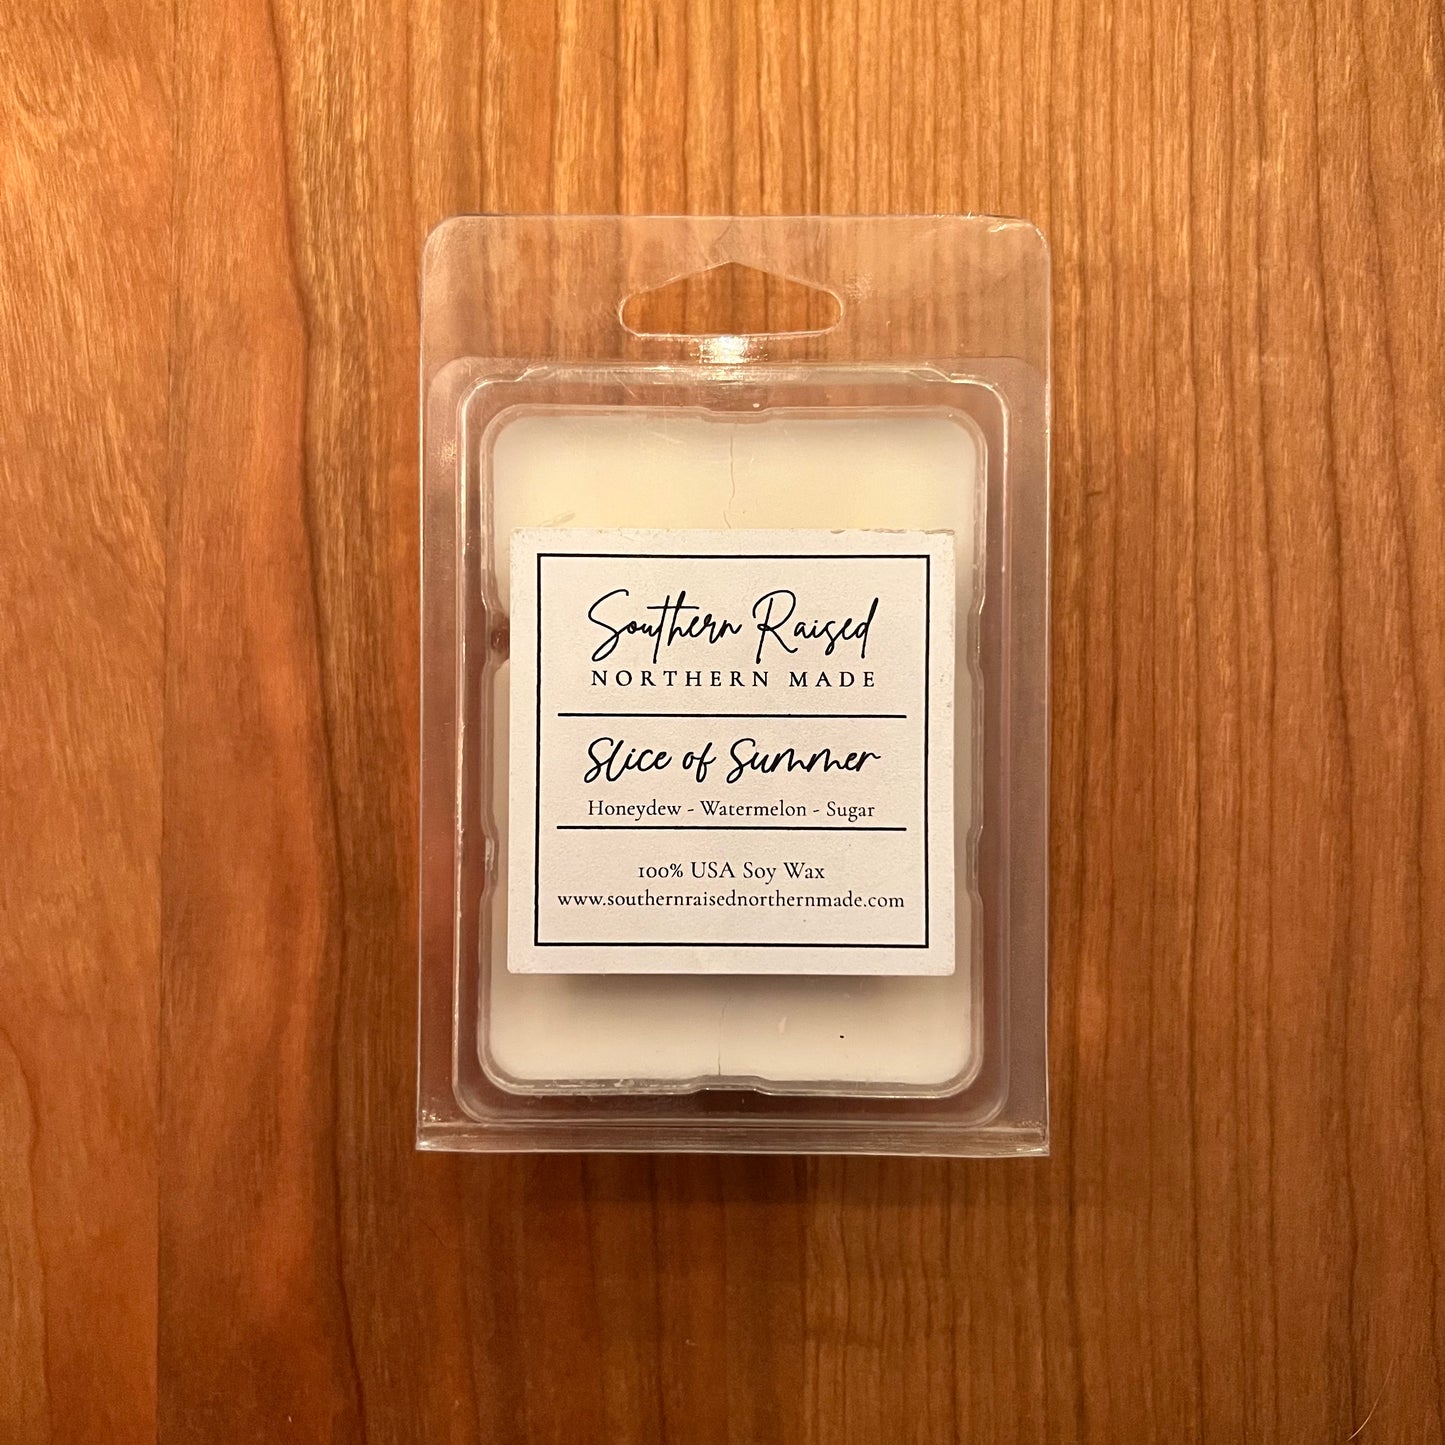 Southern Raised
NORTHERN MADE
Slice of Summer
Honeydew - Watermelon - Sugar
100% USA Soy Wax
www.southernraisednorthernmade.com